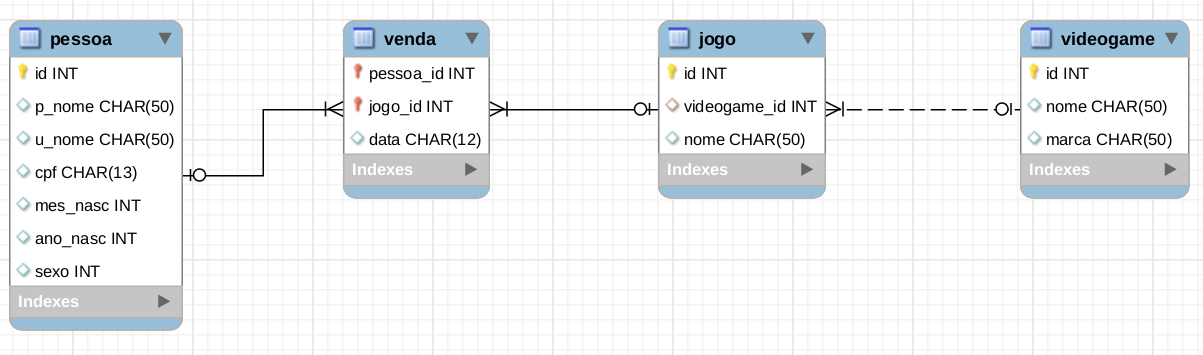 pessoa
id INT
p_nome CHAR(50)
u_nome CHAR(50)
cpf CHAR(13)
mes_nasc INT
ano_nasc INT
sexo INT
Indexes
venda
pessoa_id INT
jogo_id INT
data CHAR(12)
Indexes
jogo
id INT
videogame_id INT
nome CHAR(50)
Indexes
videogame
id INT
nome CHAR(50)
marca CHAR(50)
Indexes